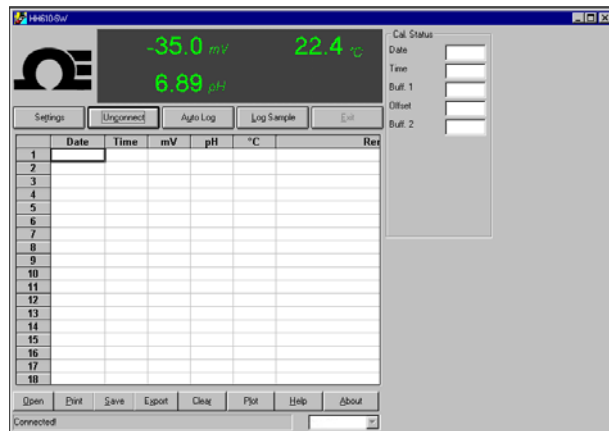 HH610-SW
-35.0 mV 22.4 °C
6.89 pH
Cal. Status
Date
Time
Buff. 1
Offset
Buff. 2
Settings Unconnect Auto Log Log Sample Exit
Date Time mV pH °C Rer
1
2
3
4
5
6
7
8
9
10
11
12
13
14
15
16
17
18
Open Print Save Export Clear Plot Help About
Connected!